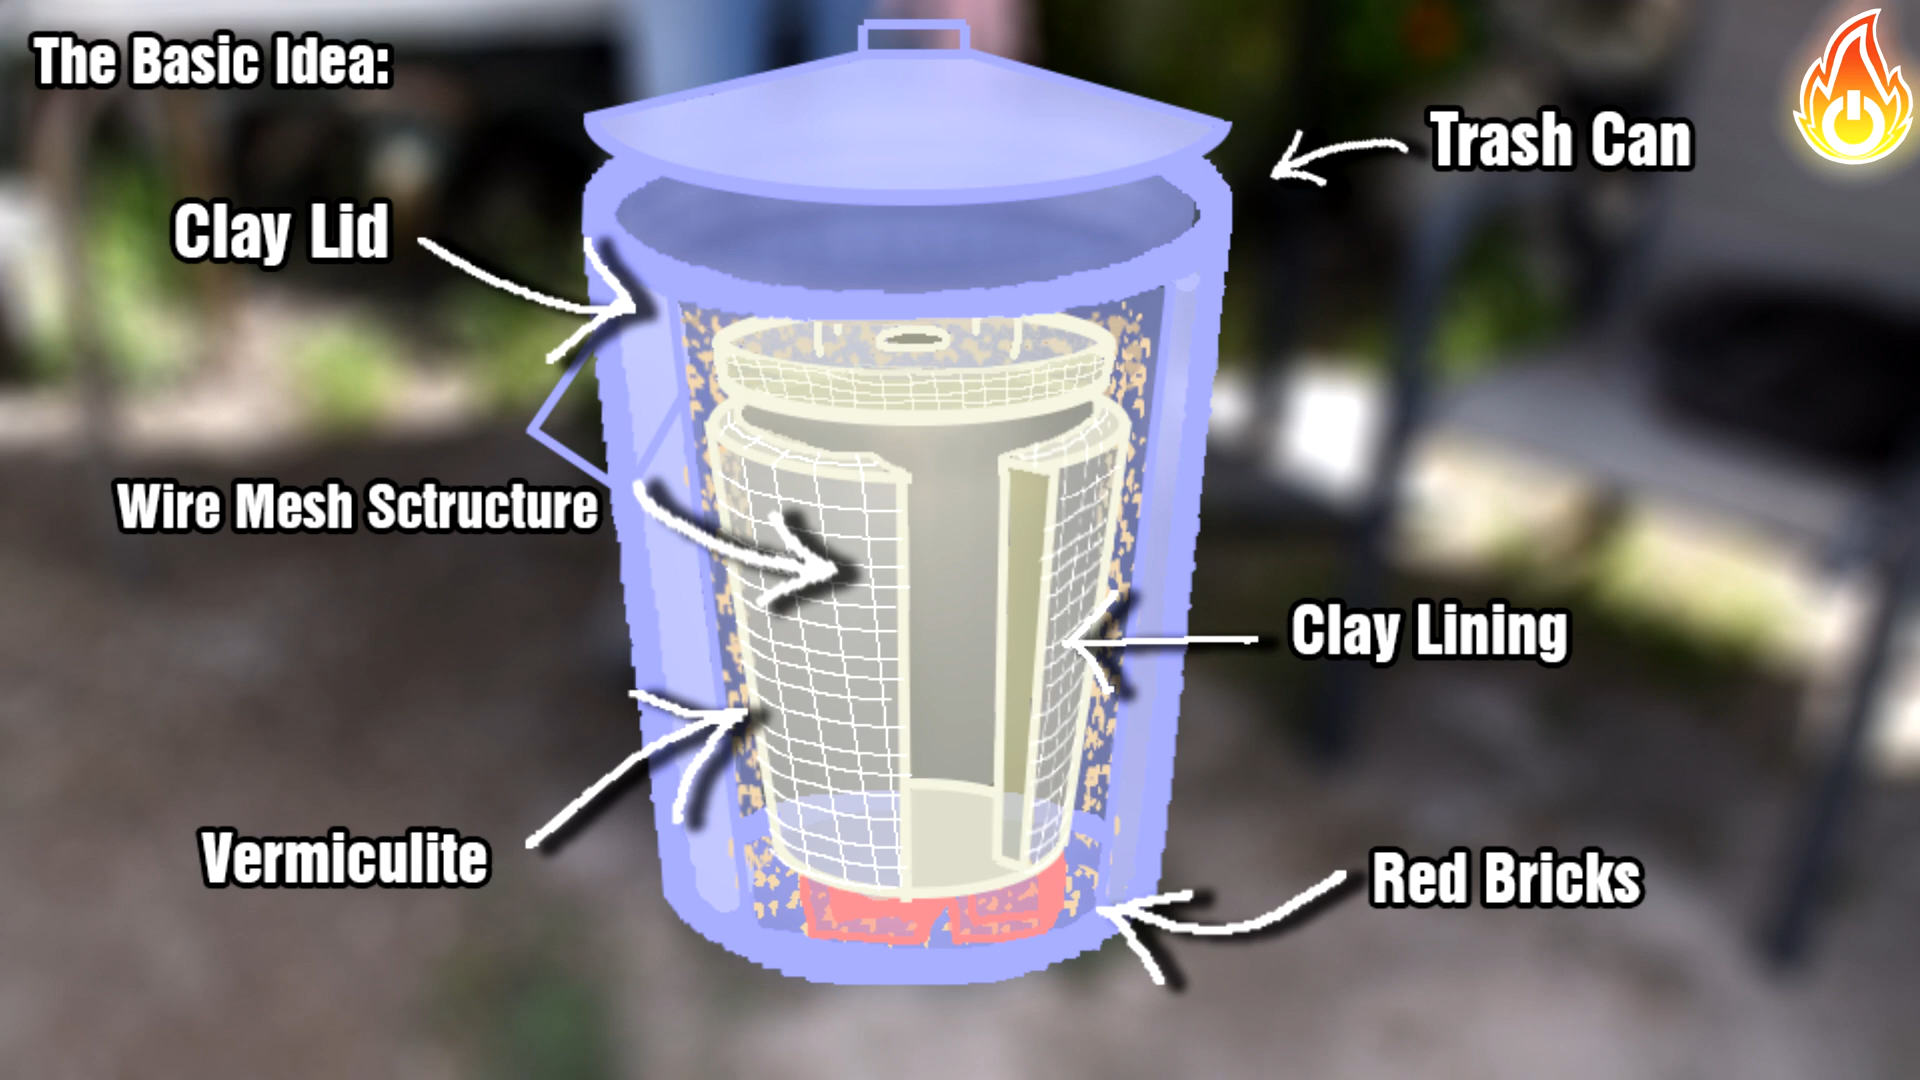 The Basic Idea:
Trash Can
Clay Lid
Wire Mesh Sctructure
Clay Lining
Vermiculite
Red Bricks